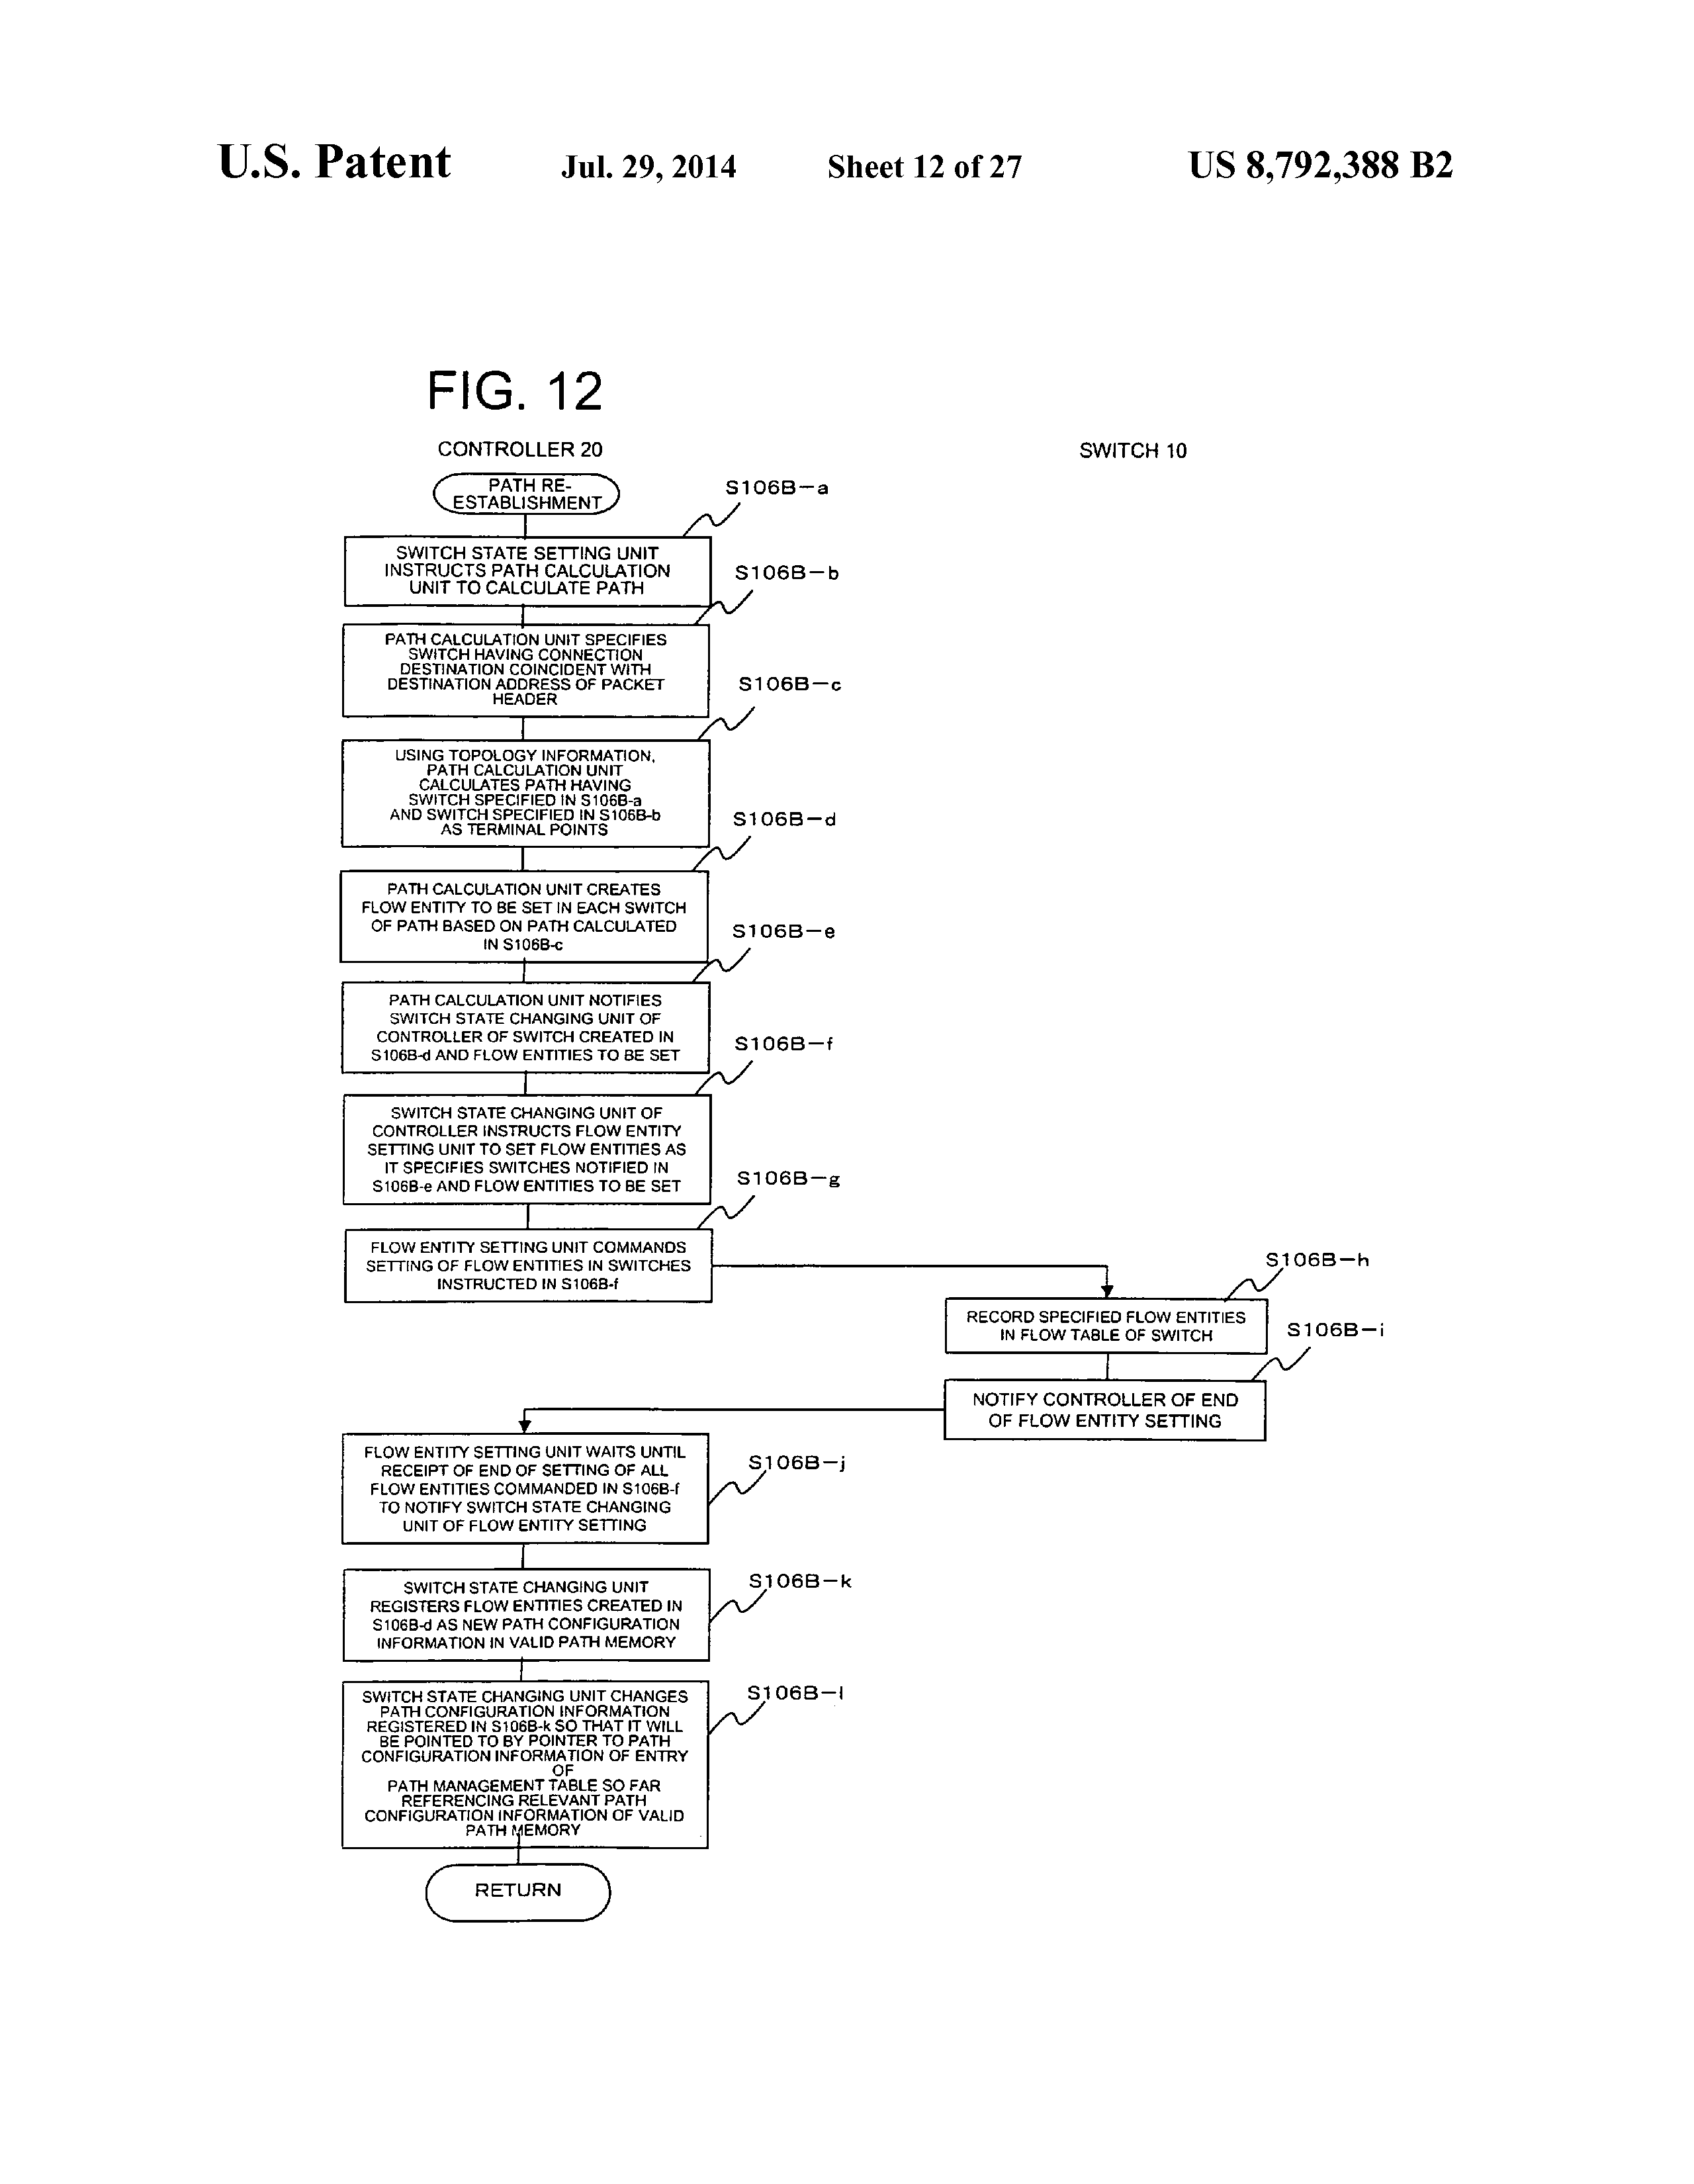 U.S. Patent Jul. 29, 2014 Sheet 12 of 27 US 8,792,388 B2
FIG. 12
CONTROLLER 20
SWITCH 10
PATH RE-
ESTABLISHMENT
S106B-a
SWITCH STATE SETTING UNIT
INSTRUCTS PATH CALCULATION
UNIT TO CALCULATE PATH
S106B-b
PATH CALCULATION UNIT SPECIFIES
SWITCH HAVING CONNECTION
DESTINATION COINCIDENT WITH
DESTINATION ADDRESS OF PACKET
HEADER
S106B-c
USING TOPOLOGY INFORMATION,
PATH CALCULATION UNIT
CALCULATES PATH HAVING
SWITCH SPECIFIED IN S106B-a
AND SWITCH SPECIFIED IN S106B-b
AS TERMINAL POINTS
S106B-d
PATH CALCULATION UNIT CREATES
FLOW ENTITY TO BE SET IN EACH SWITCH
OF PATH BASED ON PATH CALCULATED
IN S106B-c
S106B-e
PATH CALCULATION UNIT NOTIFIES
SWITCH STATE CHANGING UNIT OF
CONTROLLER OF SWITCH CREATED IN
S106B-d AND FLOW ENTITIES TO BE SET
S106B-f
SWITCH STATE CHANGING UNIT OF
CONTROLLER INSTRUCTS FLOW ENTITY
SETTING UNIT TO SET FLOW ENTITIES AS
IT SPECIFIES SWITCHES NOTIFIED IN
S106B-e AND FLOW ENTITIES TO BE SET
S106B-g
FLOW ENTITY SETTING UNIT COMMANDS
SETTING OF FLOW ENTITIES IN SWITCHES
INSTRUCTED IN S106B-f
S106B-h
RECORD SPECIFIED FLOW ENTITIES
IN FLOW TABLE OF SWITCH
S106B-i
NOTIFY CONTROLLER OF END
OF FLOW ENTITY SETTING
FLOW ENTITY SETTING UNIT WAITS UNTIL
RECEIPT OF END OF SETTING OF ALL
FLOW ENTITIES COMMANDED IN S106B-f
TO NOTIFY SWITCH STATE CHANGING
UNIT OF FLOW ENTITY SETTING
S106B-j
SWITCH STATE CHANGING UNIT
REGISTERS FLOW ENTITIES CREATED IN
S106B-d AS NEW PATH CONFIGURATION
INFORMATION IN VALID PATH MEMORY
S106B-k
SWITCH STATE CHANGING UNIT CHANGES
PATH CONFIGURATION INFORMATION
REGISTERED IN S106B-k SO THAT IT WILL
BE POINTED TO BY POINTER TO PATH
CONFIGURATION INFORMATION OF ENTRY
OF
PATH MANAGEMENT TABLE SO FAR
REFERENCING RELEVANT PATH
CONFIGURATION INFORMATION OF VALID
PATH MEMORY
S106B-l
RETURN